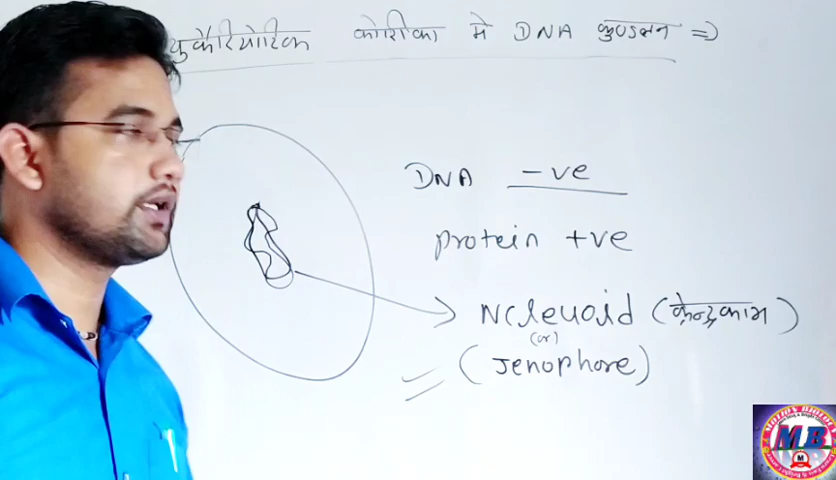 कोशिका मे DNA कुण्डलन =>
DNA -ve
protein +ve
Ncleuoid (केन्द्रकाभ)
(or)
(Jenophore)
MB
M